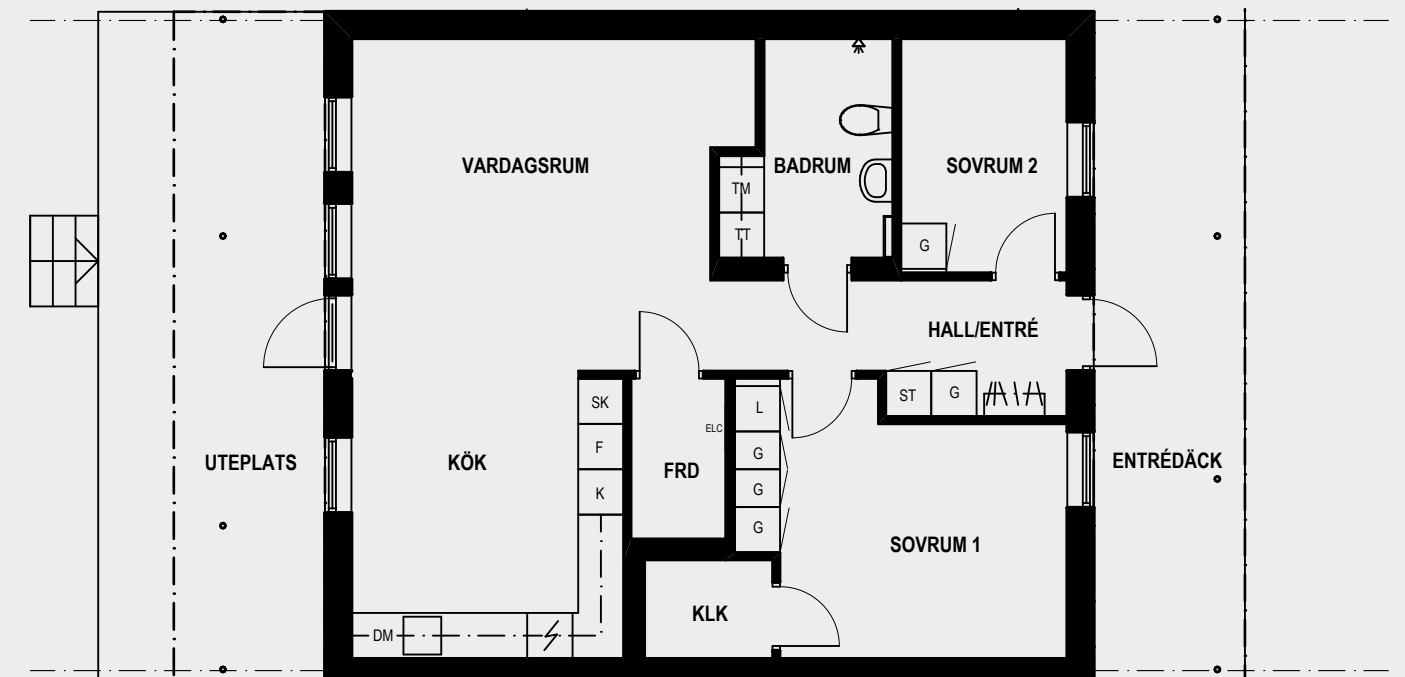 VARDAGSRUM
BADRUM
SOVRUM 2
TM
TT
G
HALL/ENTRÉ
ST
G
SK
F
K
ELC
L
G
G
G
UTEPLATS
KÖK
FRD
ENTRÉDÄCK
SOVRUM 1
KLK
DM